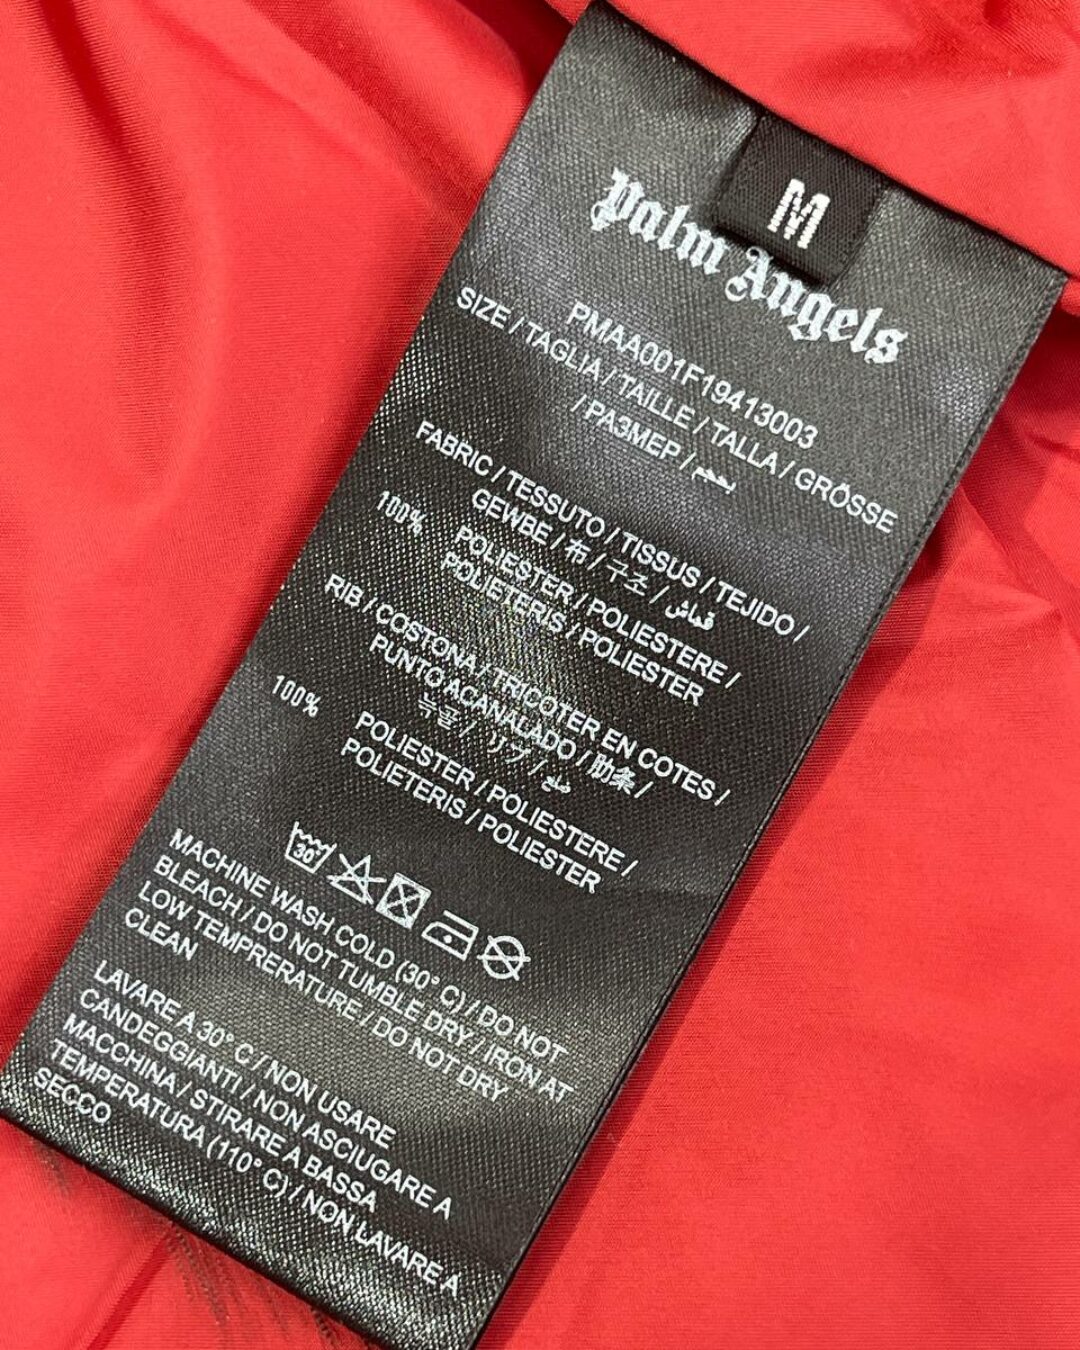 M
Palm Angels
PMAA001F19413003
SIZE / TAGLIA / TAILLE / TALLA / GRÖSSE
/ РАЗМЕР / بحجم
FABRIC / TESSUTO / TISSUS / TEJIDO /
GEWBE / 布 / 구조 / قماش
100% POLIESTER / POLIESTERE /
POLIETERIS / POLIESTER
RIB / COSTONA / TRICOTER EN COTES /
PUNTO ACANALADO / 肋条 /
/ リブ / ضلع
100% POLIESTER / POLIESTERE /
POLIETERIS / POLIESTER
30°
MACHINE WASH COLD (30° C) / DO NOT
BLEACH / DO NOT TUMBLE DRY / IRON AT
LOW TEMPRERATURE / DO NOT DRY
CLEAN
LAVARE A 30° C / NON USARE
CANDEGGIANTI / NON ASCIUGARE A
MACCHINA / STIRARE A BASSA
TEMPERATURA (110° C) / NON LAVARE A
SECCO